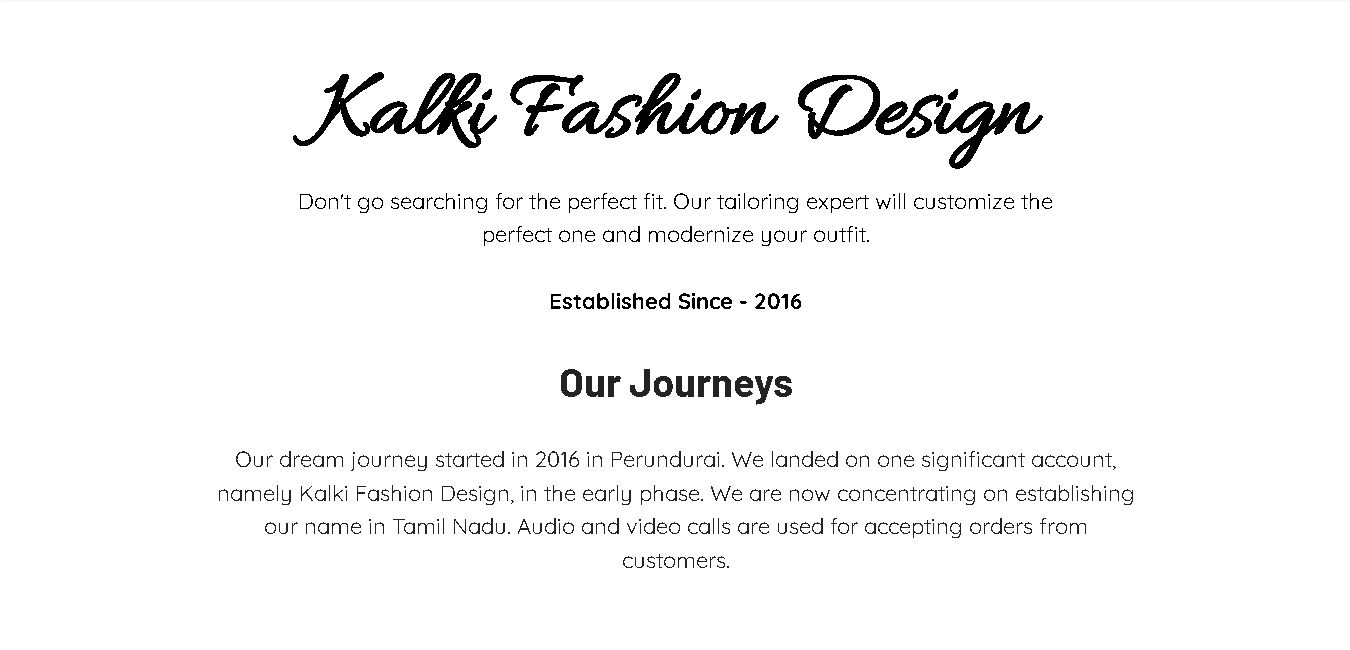 Kalki Fashion Design
Don't go searching for the perfect fit. Our tailoring expert will customize the
perfect one and modernize your outfit.
Established Since - 2016
Our Journeys
Our dream journey started in 2016 in Perundurai. We landed on one significant account,
namely Kalki Fashion Design, in the early phase. We are now concentrating on establishing
our name in Tamil Nadu. Audio and video calls are used for accepting orders from
customers.